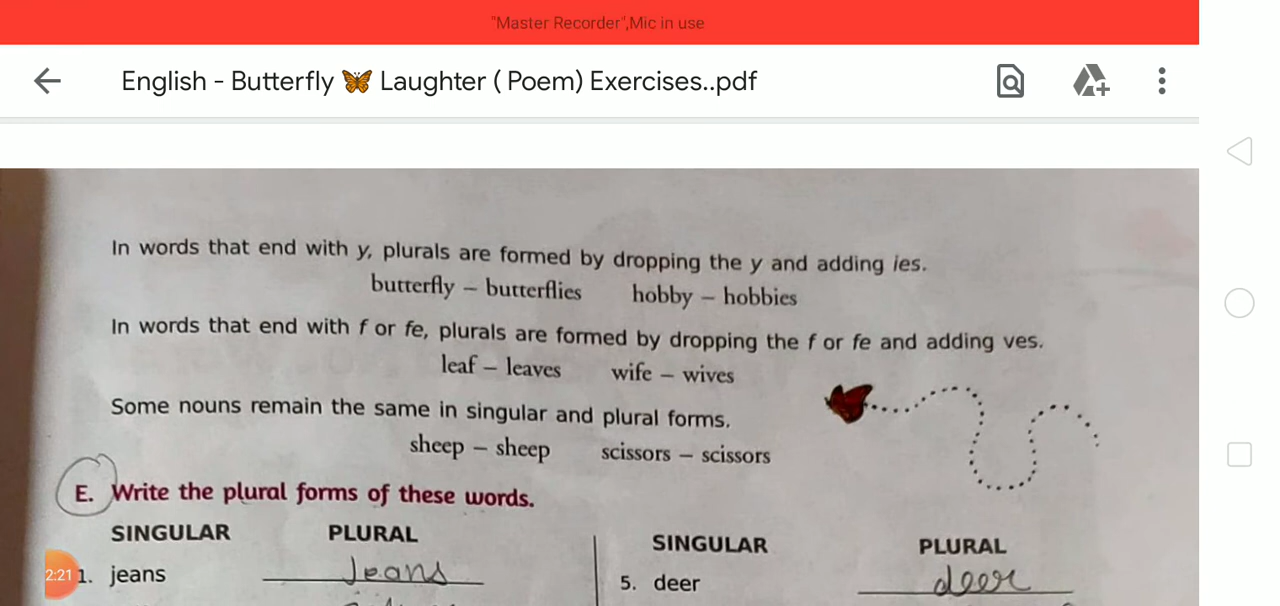 "Master Recorder",Mic in use
English - Butterfly 🦋 Laughter ( Poem) Exercises..pdf
In words that end with y, plurals are formed by dropping the y and adding ies.
butterfly – butterflies hobby – hobbies
In words that end with f or fe, plurals are formed by dropping the f or fe and adding ves.
leaf – leaves wife – wives
Some nouns remain the same in singular and plural forms.
sheep – sheep scissors – scissors
E. Write the plural forms of these words.
SINGULAR PLURAL SINGULAR PLURAL
2:21 1. jeans Jeans 5. deer deer